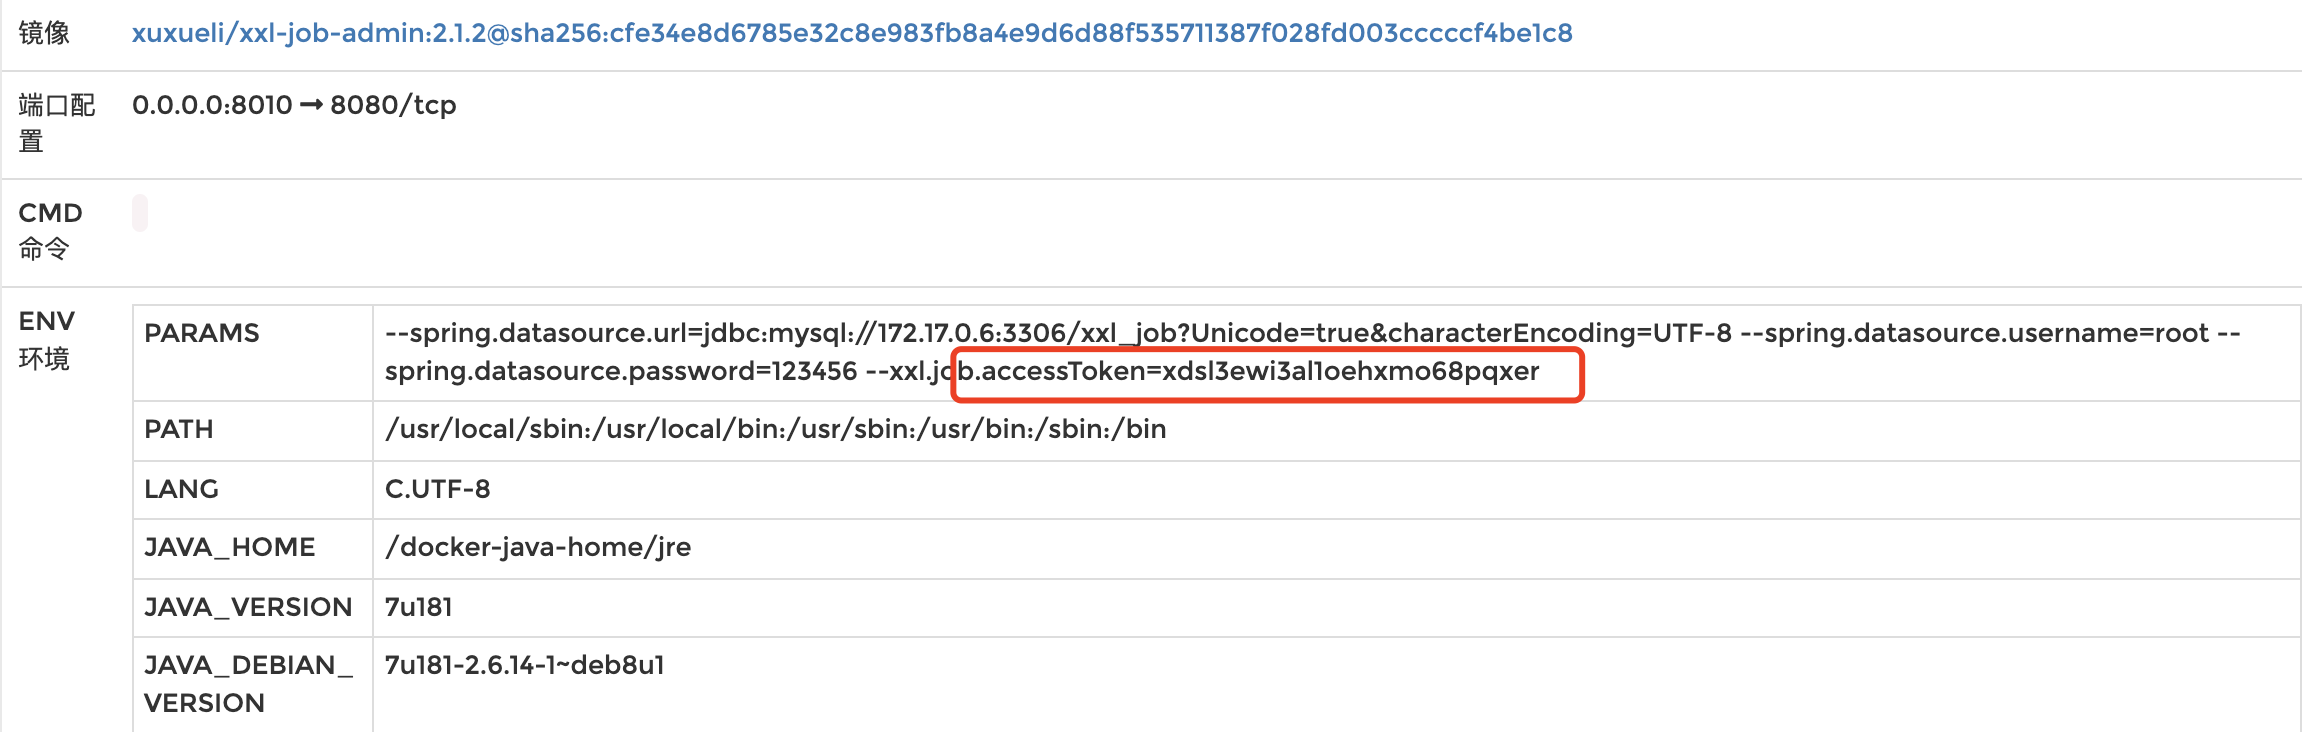 镜像 xuxueli/xxl-job-admin:2.1.2@sha256:cfe34e8d6785e32c8e983fb8a4e9d6d88f535711387f028fd003cccccf4be1c8
端口配 0.0.0.0:8010 → 8080/tcp
置
CMD
命令
ENV
环境
PARAMS --spring.datasource.url=jdbc:mysql://172.17.0.6:3306/xxl_job?Unicode=true&characterEncoding=UTF-8 --spring.datasource.username=root --
spring.datasource.password=123456 --xxl.job.accessToken=xdsl3ewi3al1oehxmo68pqxer
PATH /usr/local/sbin:/usr/local/bin:/usr/sbin:/usr/bin:/sbin:/bin
LANG C.UTF-8
JAVA_HOME /docker-java-home/jre
JAVA_VERSION 7u181
JAVA_DEBIAN_ 7u181-2.6.14-1~deb8u1
VERSION